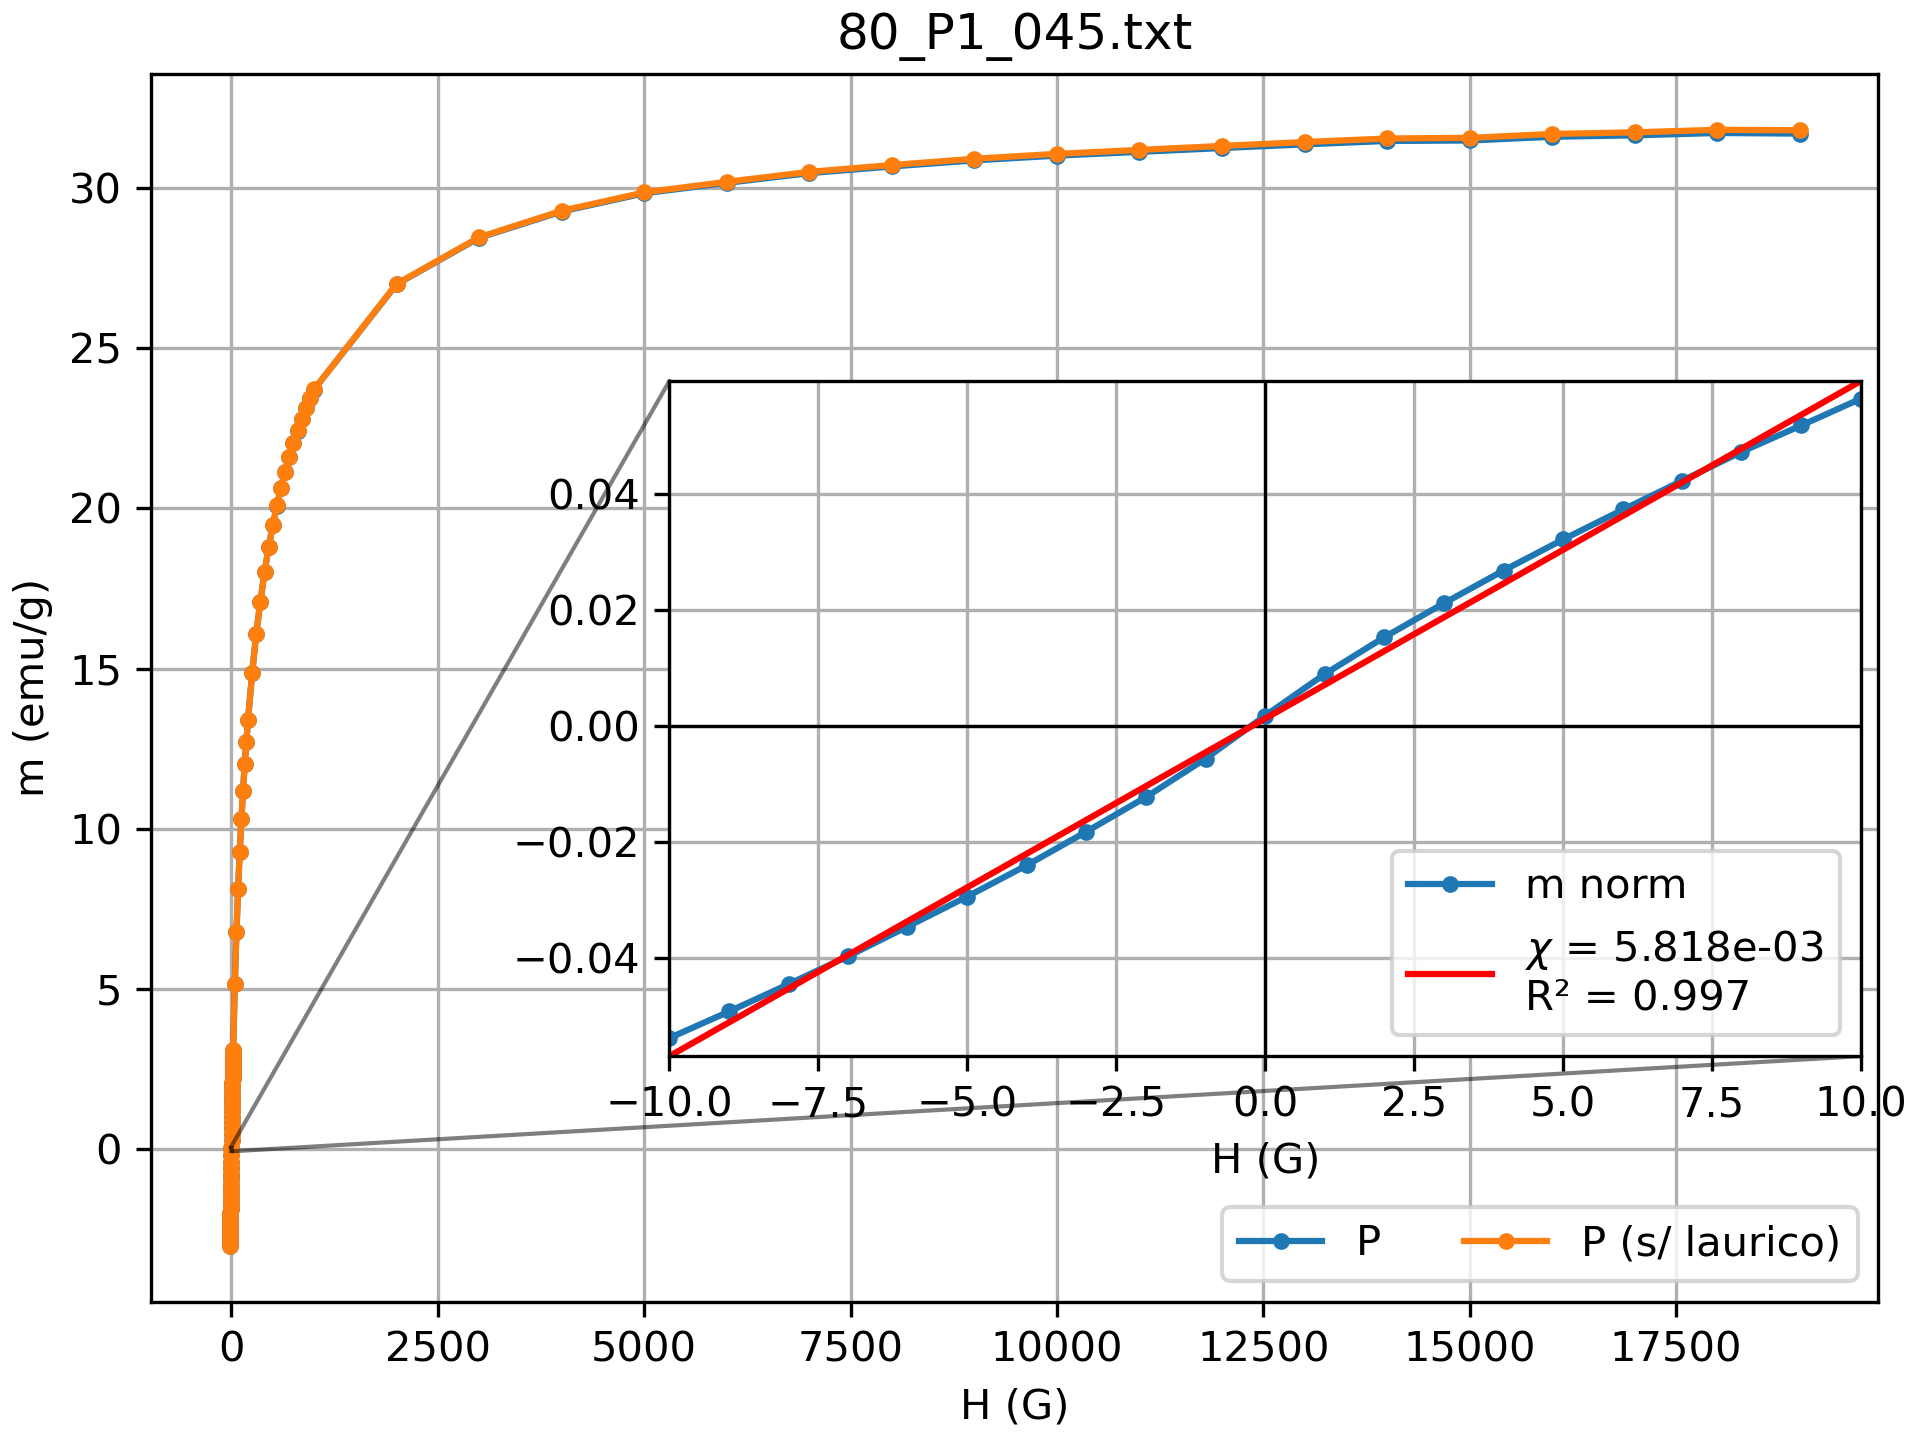 80_P1_045.txt
m (emu/g)
30
25
20
15
10
5
0
0.04
0.02
0.00
−0.02
−0.04
m norm
χ = 5.818e-03
R² = 0.997
−10.0 −7.5 −5.0 −2.5 0.0 2.5 5.0 7.5 10.0
H (G)
P P (s/ laurico)
0 2500 5000 7500 10000 12500 15000 17500
H (G)